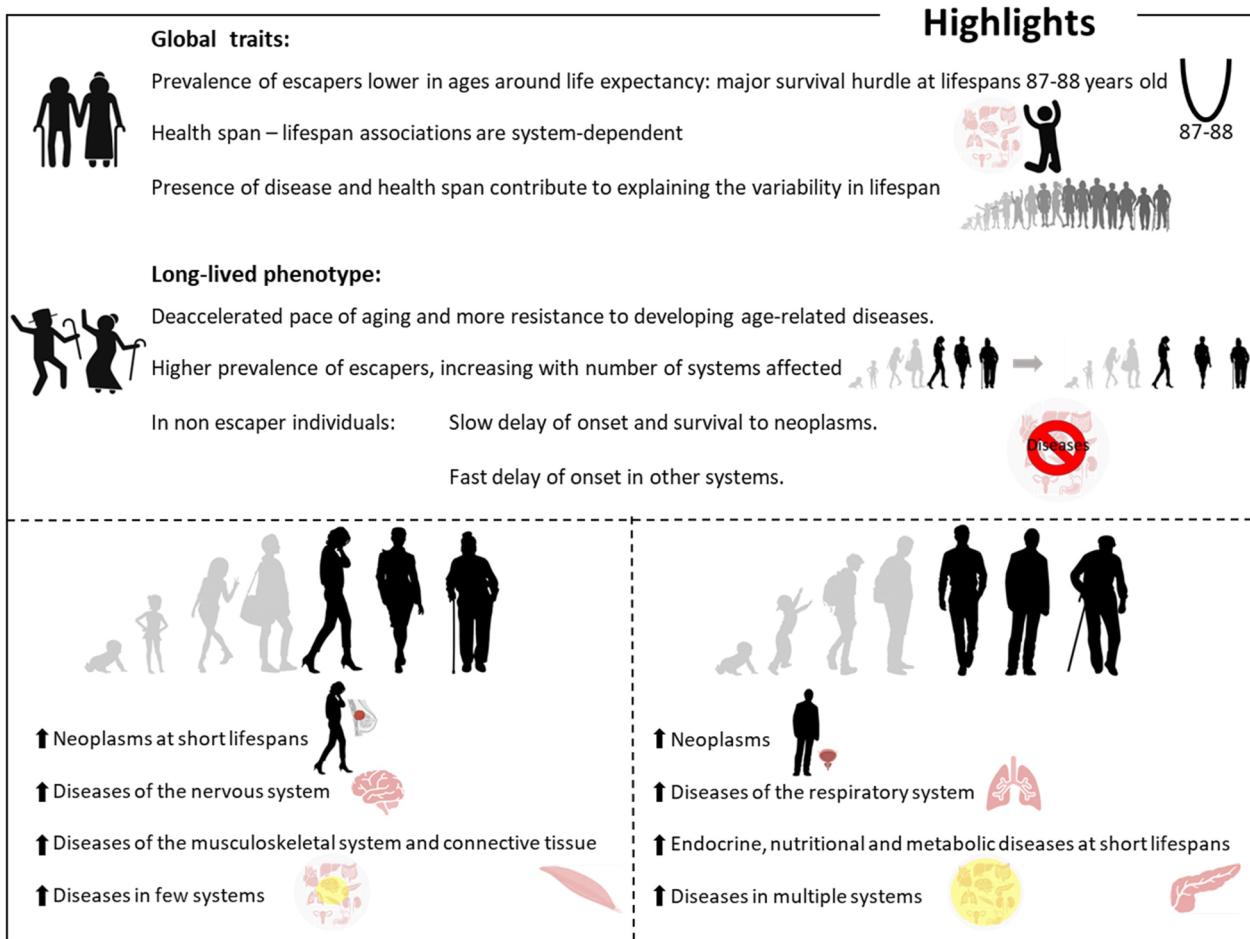 Highlights
Global traits:
Prevalence of escapers lower in ages around life expectancy: major survival hurdle at lifespans 87-88 years old
87-88
Health span – lifespan associations are system-dependent
Presence of disease and health span contribute to explaining the variability in lifespan
Long-lived phenotype:
Deaccelerated pace of aging and more resistance to developing age-related diseases.
Higher prevalence of escapers, increasing with number of systems affected
In non escaper individuals:
Slow delay of onset and survival to neoplasms.
Fast delay of onset in other systems.
Diseases
Neoplasms at short lifespans
Diseases of the nervous system
Diseases of the musculoskeletal system and connective tissue
Diseases in few systems
Neoplasms
Diseases of the respiratory system
Endocrine, nutritional and metabolic diseases at short lifespans
Diseases in multiple systems